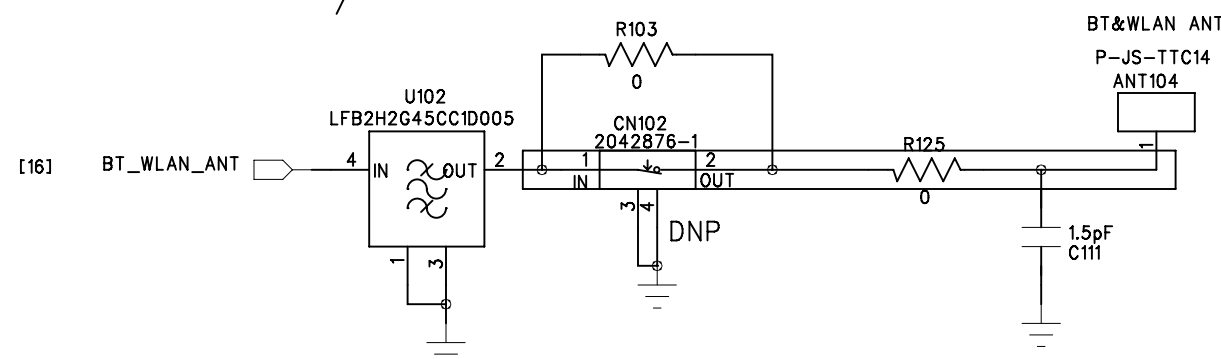 BT&WLAN ANT
R103
P-JS-TTC14
ANT104
0
U102
LFB2H2G45CC1D005
CN102
2042876-1
R125
[16] BT_WLAN_ANT
4 IN OUT 2
1 IN
2 OUT
1
0
3 4
DNP
1.5pF
C111
1 3